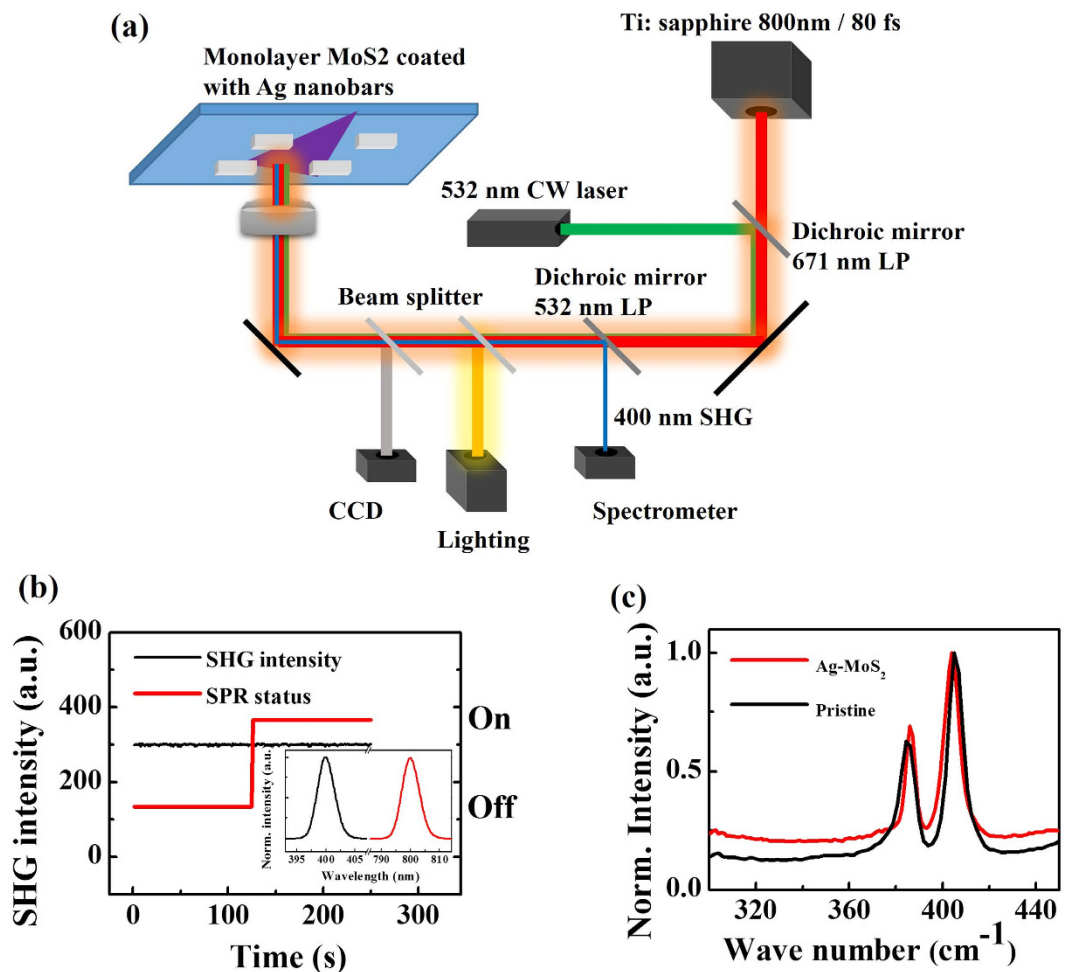 (a)
Ti: sapphire 800nm / 80 fs
Monolayer MoS2 coated
with Ag nanobars
532 nm CW laser
Dichroic mirror
671 nm LP
Dichroic mirror
532 nm LP
Beam splitter
400 nm SHG
CCD
Lighting
Spectrometer
(b)
SHG intensity (a.u.)
600
400
200
0
SHG intensity
SPR status
On
Off
Norm. intensity (a.u.)
395 400 405 790 800 810
Wavelength (nm)
0 100 200 300
Time (s)
(c)
Norm. Intensity (a.u.)
1.0
0.5
0.0
Ag-MoS₂
Pristine
320 360 400 440
Wave number (cm⁻¹)